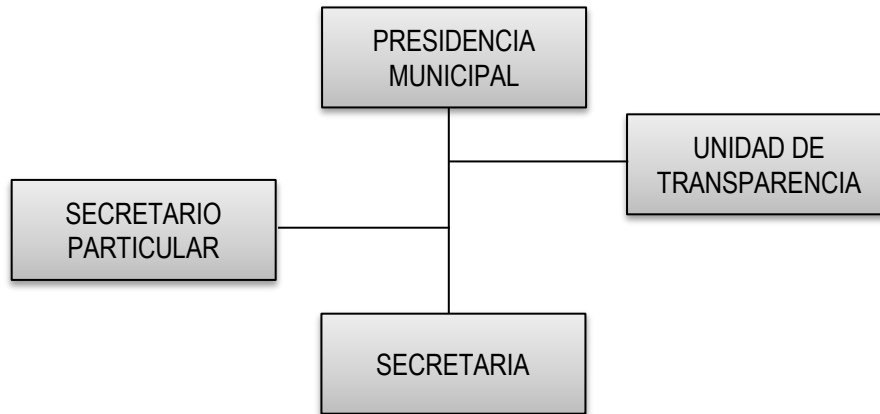 PRESIDENCIA
MUNICIPAL
UNIDAD DE
TRANSPARENCIA
SECRETARIO
PARTICULAR
SECRETARIA